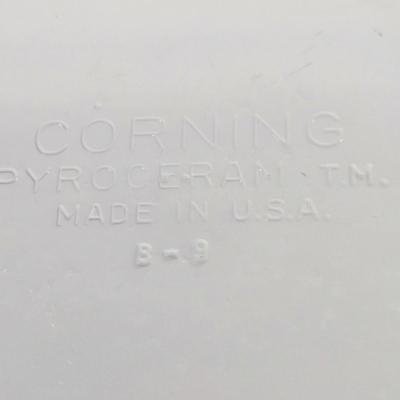 CORNING
PYROCERAM T.M.
MADE IN U.S.A.
B-9